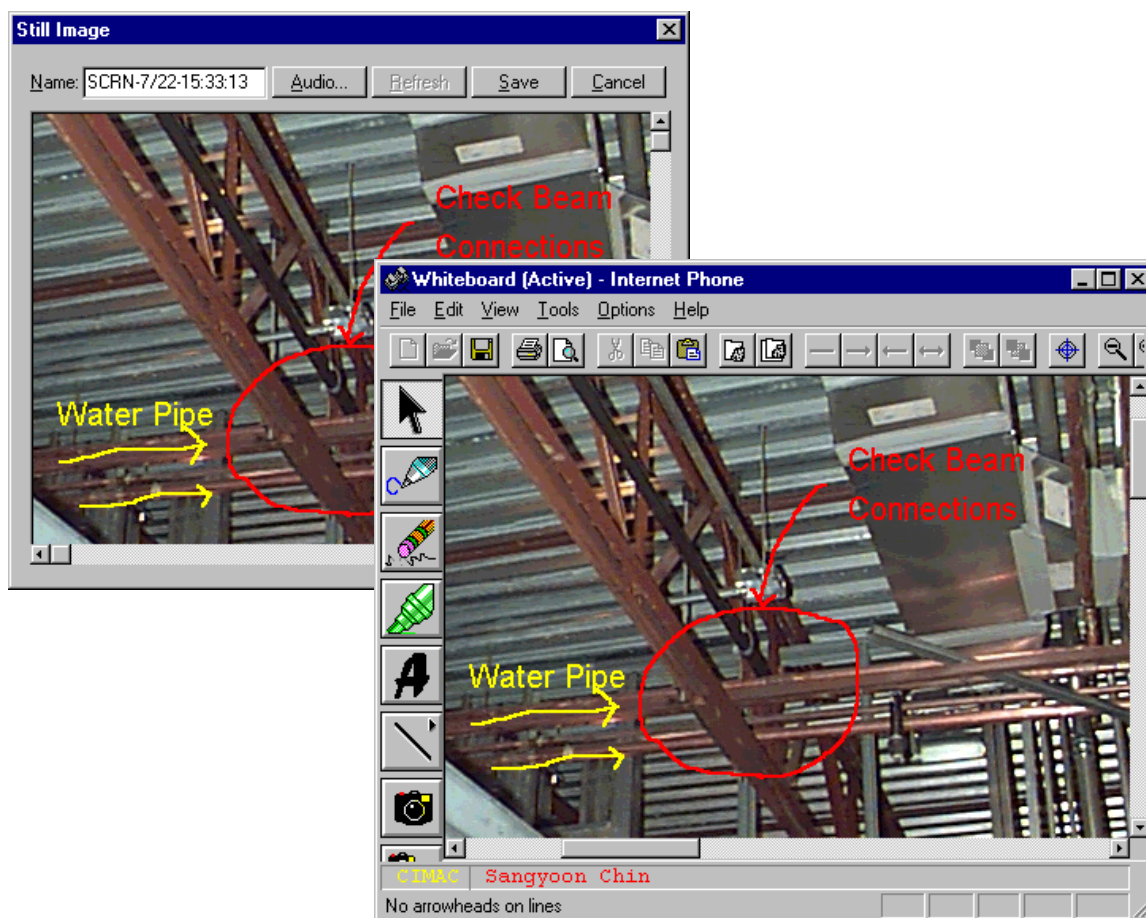 Still Image
Name: SCRN-7/22-15:33:13 Audio... Refresh Save Cancel
Check Beam
Connections
Water Pipe
Whiteboard (Active) - Internet Phone
File Edit View Tools Options Help
A
Check Beam
Connections
Water Pipe
CIMAC Sangyoon Chin
No arrowheads on lines